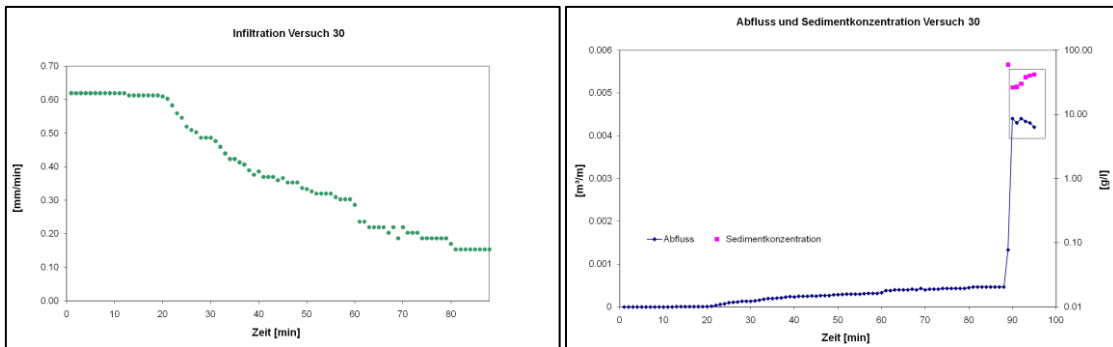 Infiltration Versuch 30
[mm/min]
0.70
0.60
0.50
0.40
0.30
0.20
0.10
0.00
0 10 20 30 40 50 60 70 80
Zeit [min]
Abfluss und Sedimentkonzentration Versuch 30
[m³/m]
0.006
0.005
0.004
0.003
0.002
0.001
0
Abfluss Sedimentkonzentration
100.00
10.00
1.00
0.10
0.01
[g/l]
0 10 20 30 40 50 60 70 80 90 100
Zeit [min]